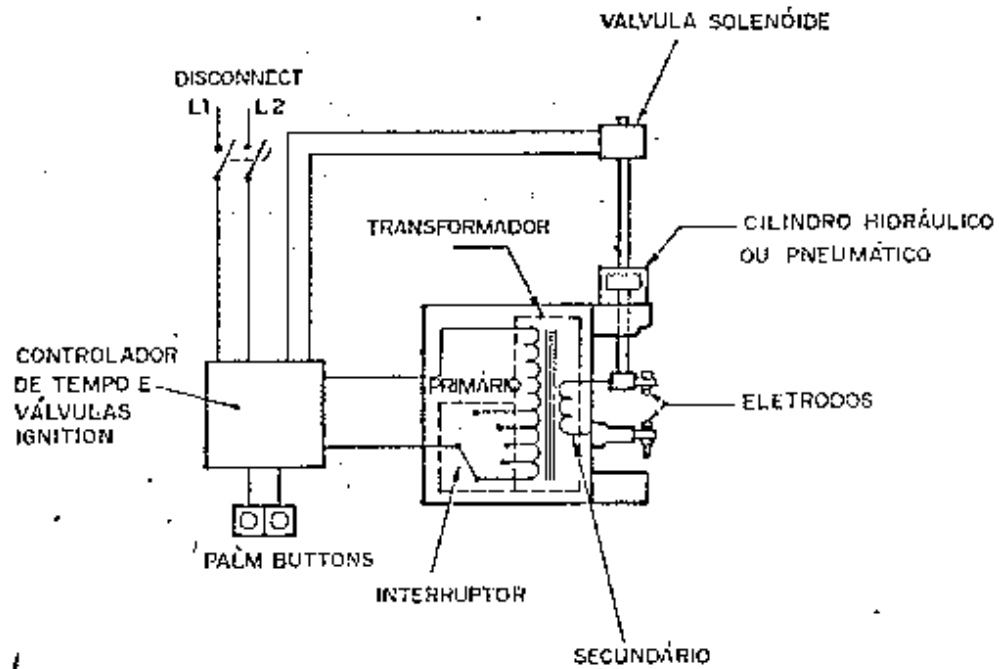 VÁLVULA SOLENÓIDE
DISCONNECT
L1 L2
TRANSFORMADOR
CILINDRO HIDRÁULICO
OU PNEUMÁTICO
CONTROLADOR
DE TEMPO E
VÁLVULAS
IGNITION
PRIMÁRIO
ELETRODOS
PALM BUTTONS
INTERRUPTOR
SECUNDÁRIO